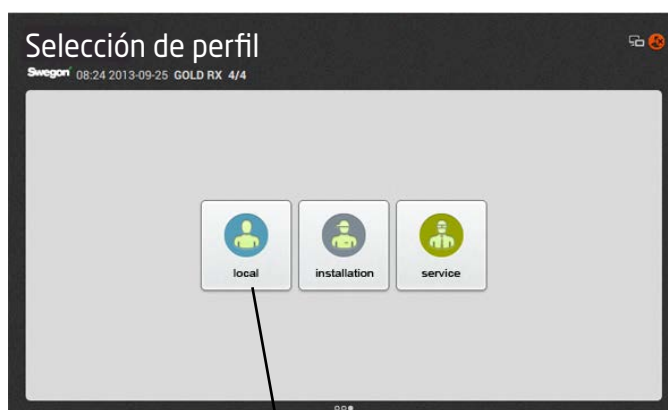 Selección de perfil
Swegon 08:24 2013-09-25 GOLD RX 4/4
local installation service